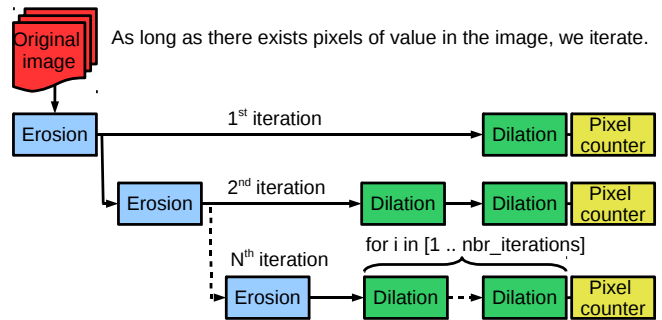 Original
image
As long as there exists pixels of value in the image, we iterate.
Erosion
1st iteration
Dilation
Pixel
counter
Erosion
2nd iteration
Dilation
Dilation
Pixel
counter
for i in [1 .. nbr_iterations]
Nth iteration
Erosion
Dilation
Dilation
Pixel
counter